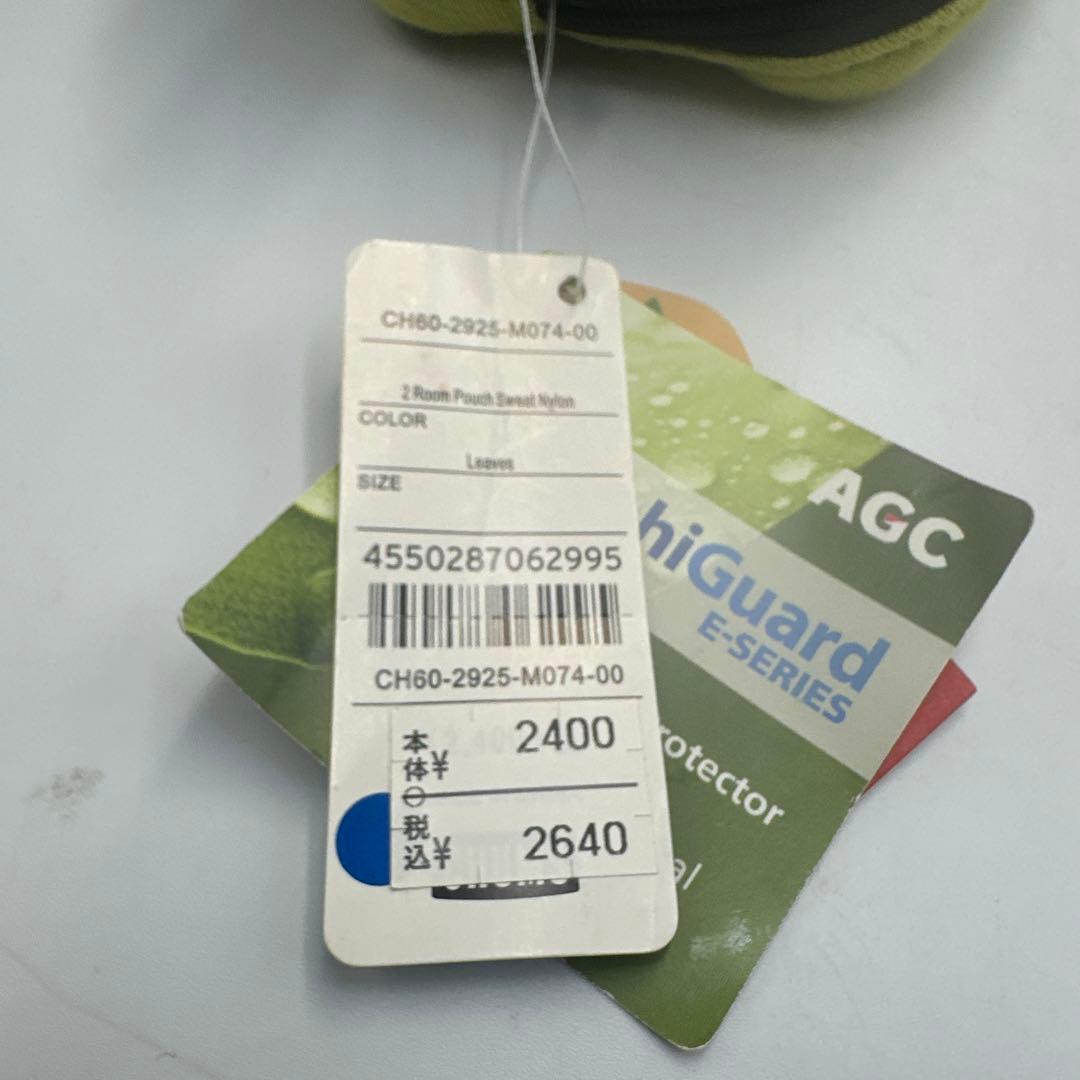 CH60-2925-M074-00
2 Room Pouch Sweat Nylon
COLOR
Leaves
SIZE
4550287062995
CH60-2925-M074-00
本体¥ 2400
税込¥ 2640
AGC
hiGuard
E-SERIES
rotector
al